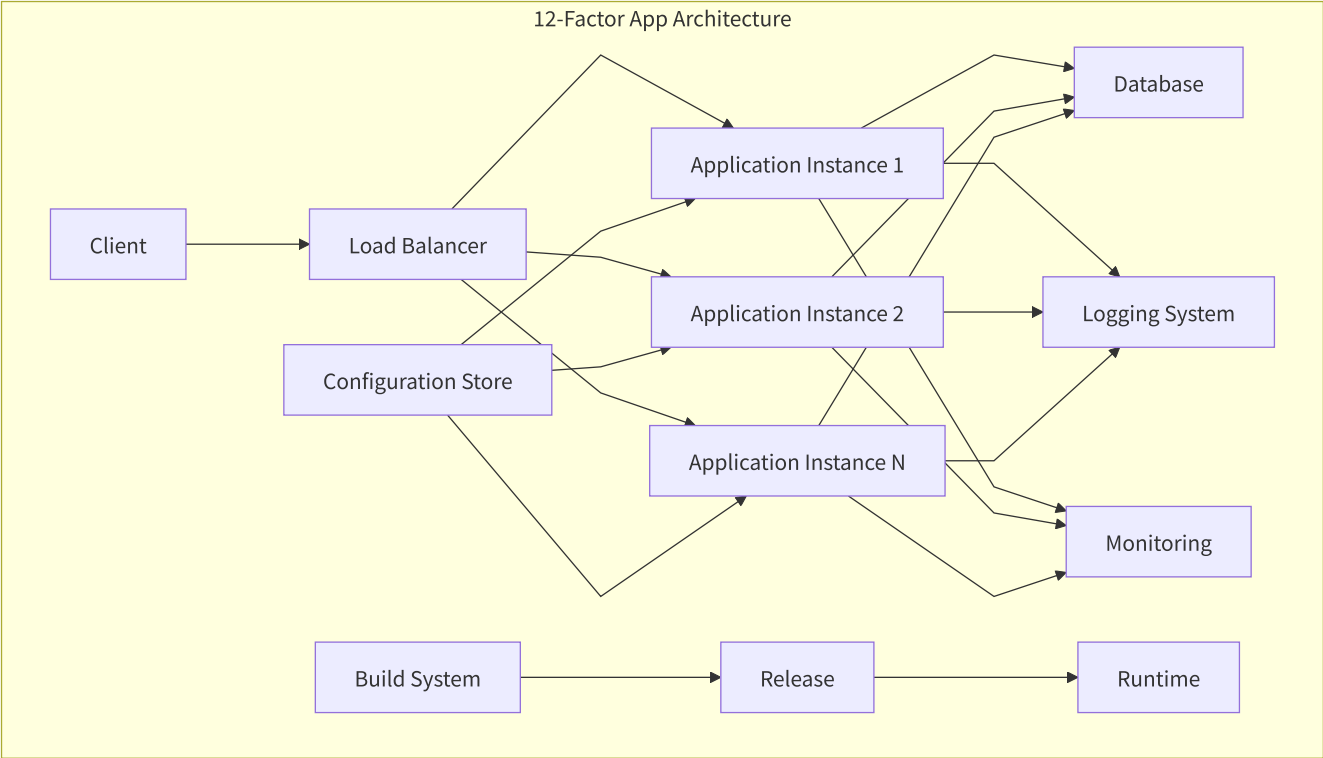 12-Factor App Architecture
Client
Load Balancer
Configuration Store
Application Instance 1
Application Instance 2
Application Instance N
Database
Logging System
Monitoring
Build System
Release
Runtime